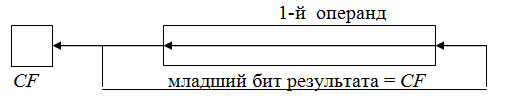 1-й операнд
CF
младший бит результата = CF